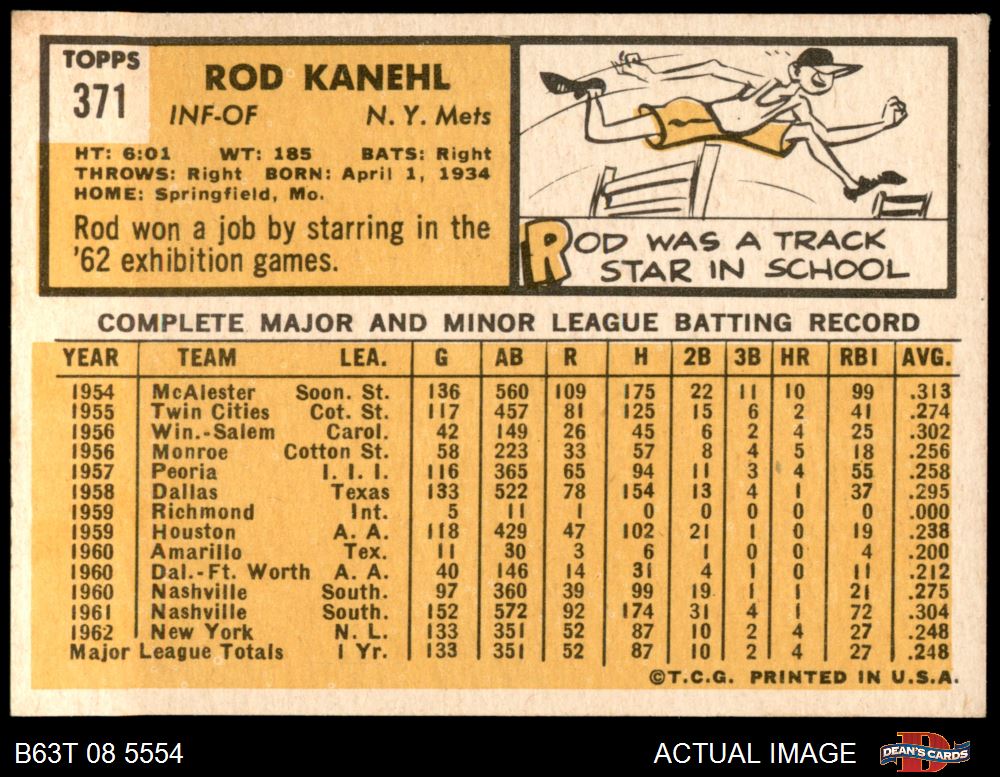 TOPPS
371
ROD KANEHL
INF-OF N. Y. Mets
HT: 6:01 WT: 185 BATS: Right
THROWS: Right BORN: April 1, 1934
HOME: Springfield, Mo.
Rod won a job by starring in the
'62 exhibition games.
ROD WAS A TRACK
STAR IN SCHOOL
COMPLETE MAJOR AND MINOR LEAGUE BATTING RECORD
YEAR TEAM LEA. G AB R H 2B 3B HR RBI AVG.
1954 McAlester Soon. St. 136 560 109 175 22 11 10 99 .313
1955 Twin Cities Cot. St. 117 457 81 125 15 6 2 41 .274
1956 Win.-Salem Carol. 42 149 26 45 6 2 4 25 .302
1956 Monroe Cotton St. 58 223 33 57 8 4 5 18 .256
1957 Peoria I. I. I. 116 365 65 94 11 3 4 55 .258
1958 Dallas Texas 133 522 78 154 13 4 1 37 .295
1959 Richmond Int. 5 11 1 0 0 0 0 0 .000
1959 Houston A. A. 118 429 47 102 21 1 0 19 .238
1960 Amarillo Tex. 11 30 3 6 1 0 0 4 .200
1960 Dal.-Ft. Worth A. A. 40 146 14 31 4 1 0 11 .212
1960 Nashville South. 97 360 39 99 19 1 1 21 .275
1961 Nashville South. 152 572 92 174 31 4 1 72 .304
1962 New York N. L. 133 351 52 87 10 2 4 27 .248
Major League Totals 1 Yr. 133 351 52 87 10 2 4 27 .248
©T.C.G. PRINTED IN U.S.A.
B63T 08 5554 ACTUAL IMAGE DEAN'S CARDS